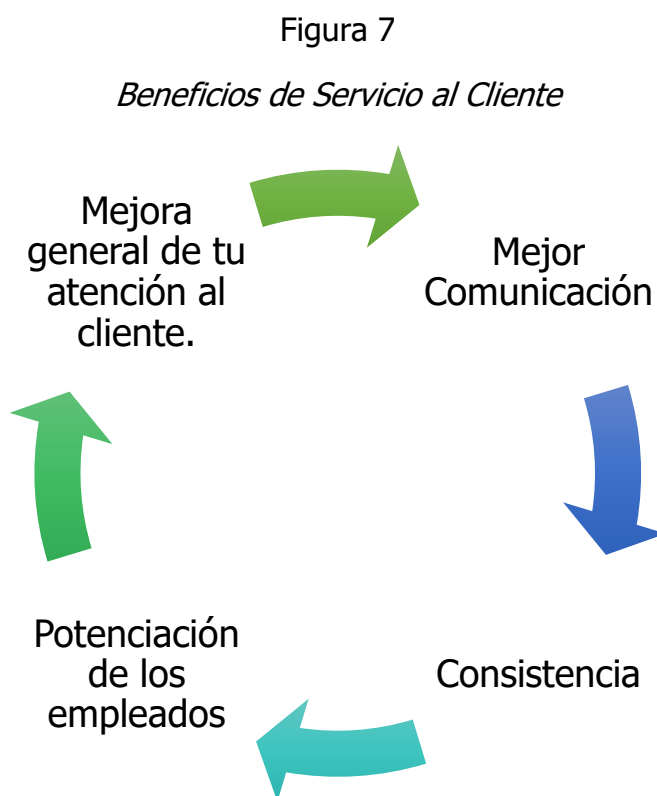 Figura 7
Beneficios de Servicio al Cliente
Mejora
general de tu
atención al
cliente.
Mejor
Comunicación
Potenciación
de los
empleados
Consistencia